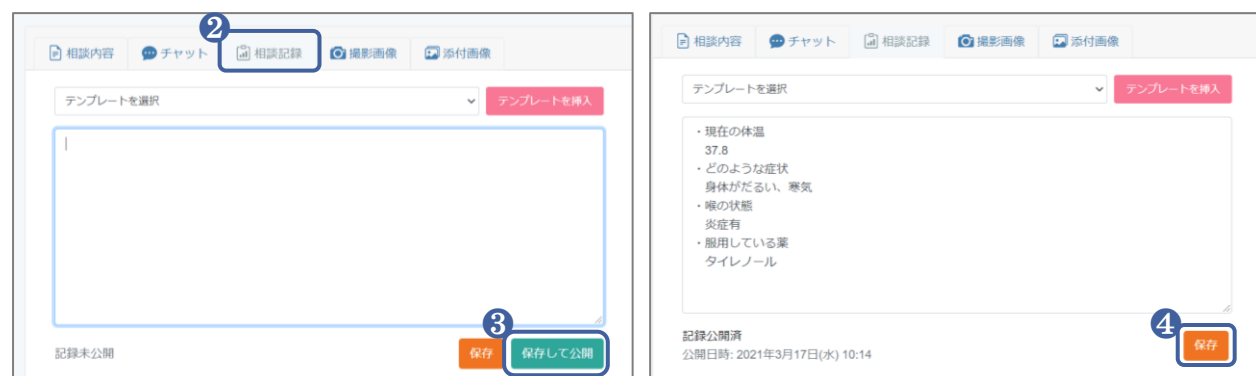 2
相談内容 チャット 相談記録 撮影画像 添付画像
テンプレートを選択 テンプレートを挿入
3
記録未公開 保存 保存して公開
相談内容 チャット 相談記録 撮影画像 添付画像
テンプレートを選択 テンプレートを挿入
・現在の体温
37.8
・どのような症状
身体がだるい、寒気
・喉の状態
炎症有
・服用している薬
タイレノール
4
記録公開済
公開日時: 2021年3月17日(水) 10:14
保存